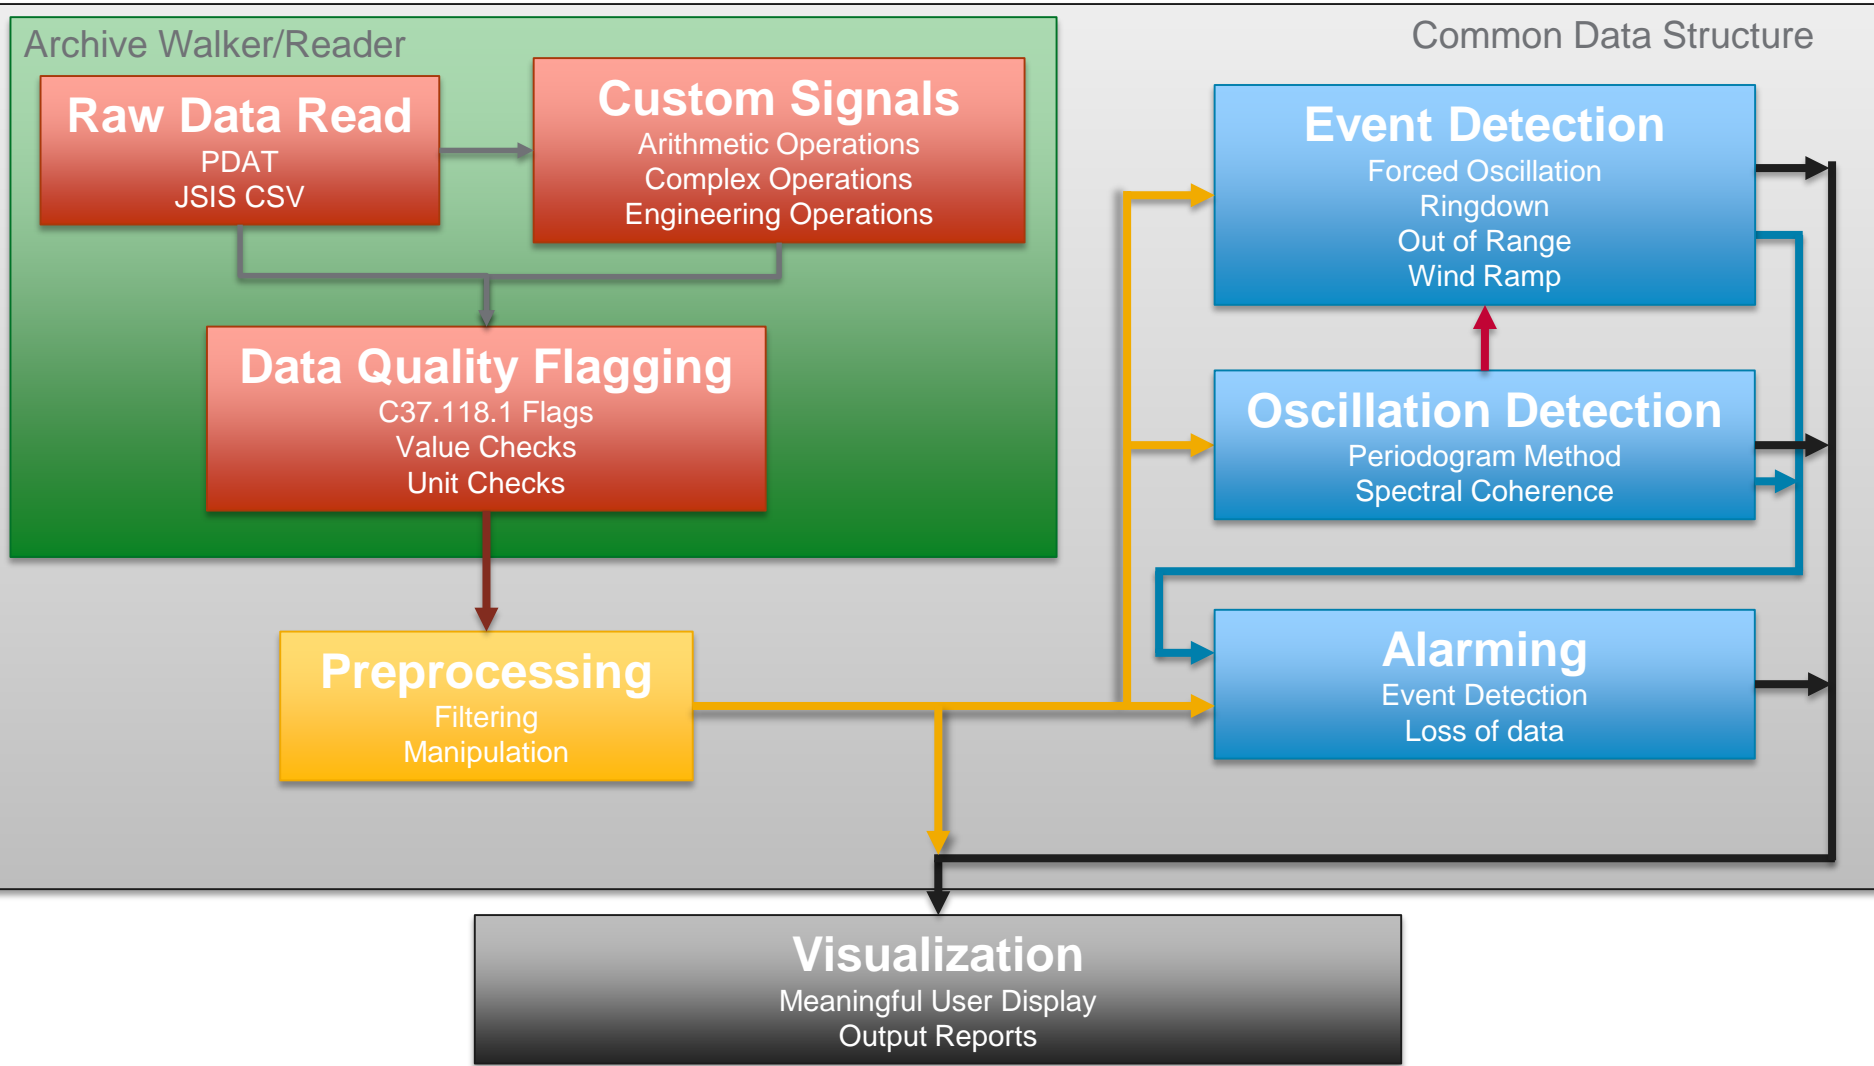 Archive Walker/Reader
Common Data Structure
Raw Data Read
PDAT
JSIS CSV
Custom Signals
Arithmetic Operations
Complex Operations
Engineering Operations
Data Quality Flagging
C37.118.1 Flags
Value Checks
Unit Checks
Preprocessing
Filtering
Manipulation
Event Detection
Forced Oscillation
Ringdown
Out of Range
Wind Ramp
Oscillation Detection
Periodogram Method
Spectral Coherence
Alarming
Event Detection
Loss of data
Visualization
Meaningful User Display
Output Reports